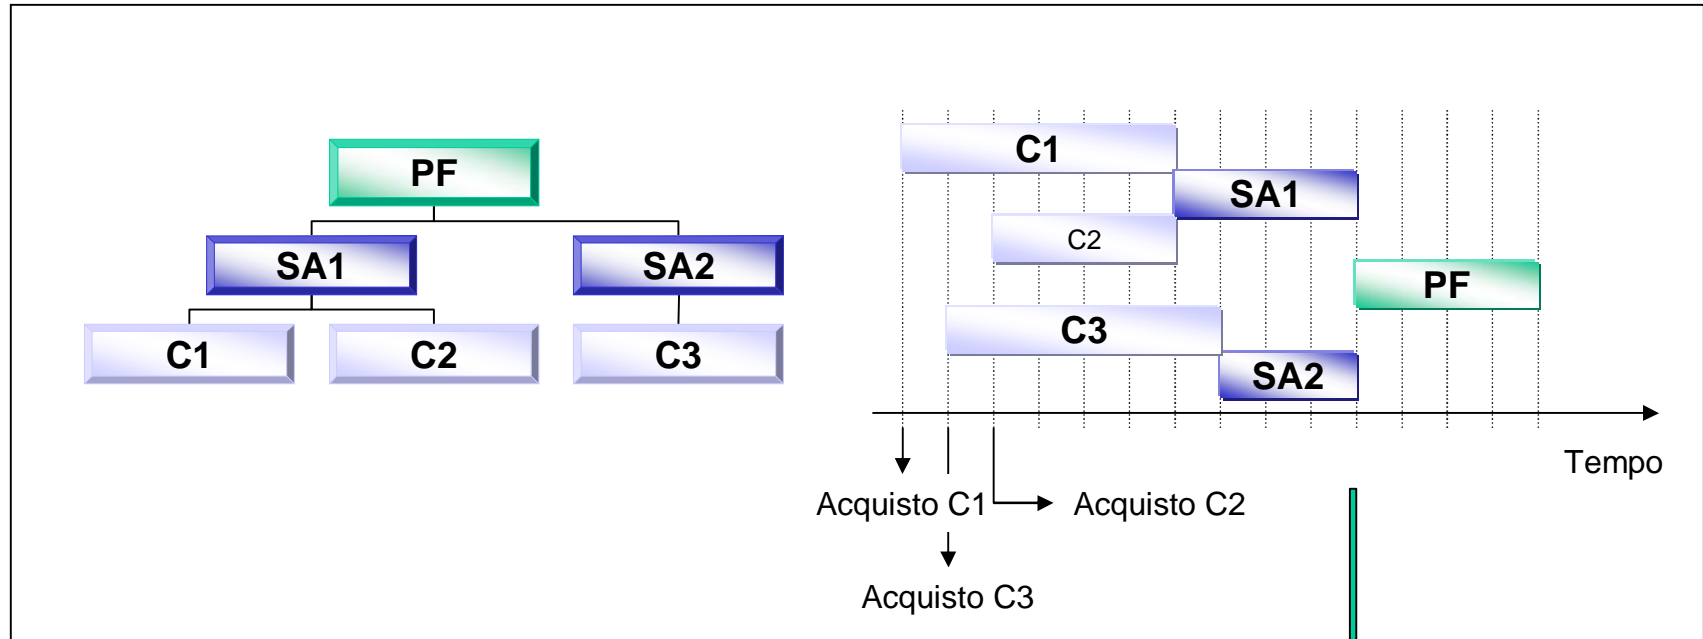 PF
SA1
SA2
C1
C2
C3
C1
SA1
C2
PF
C3
SA2
Tempo
Acquisto C1
Acquisto C2
Acquisto C3